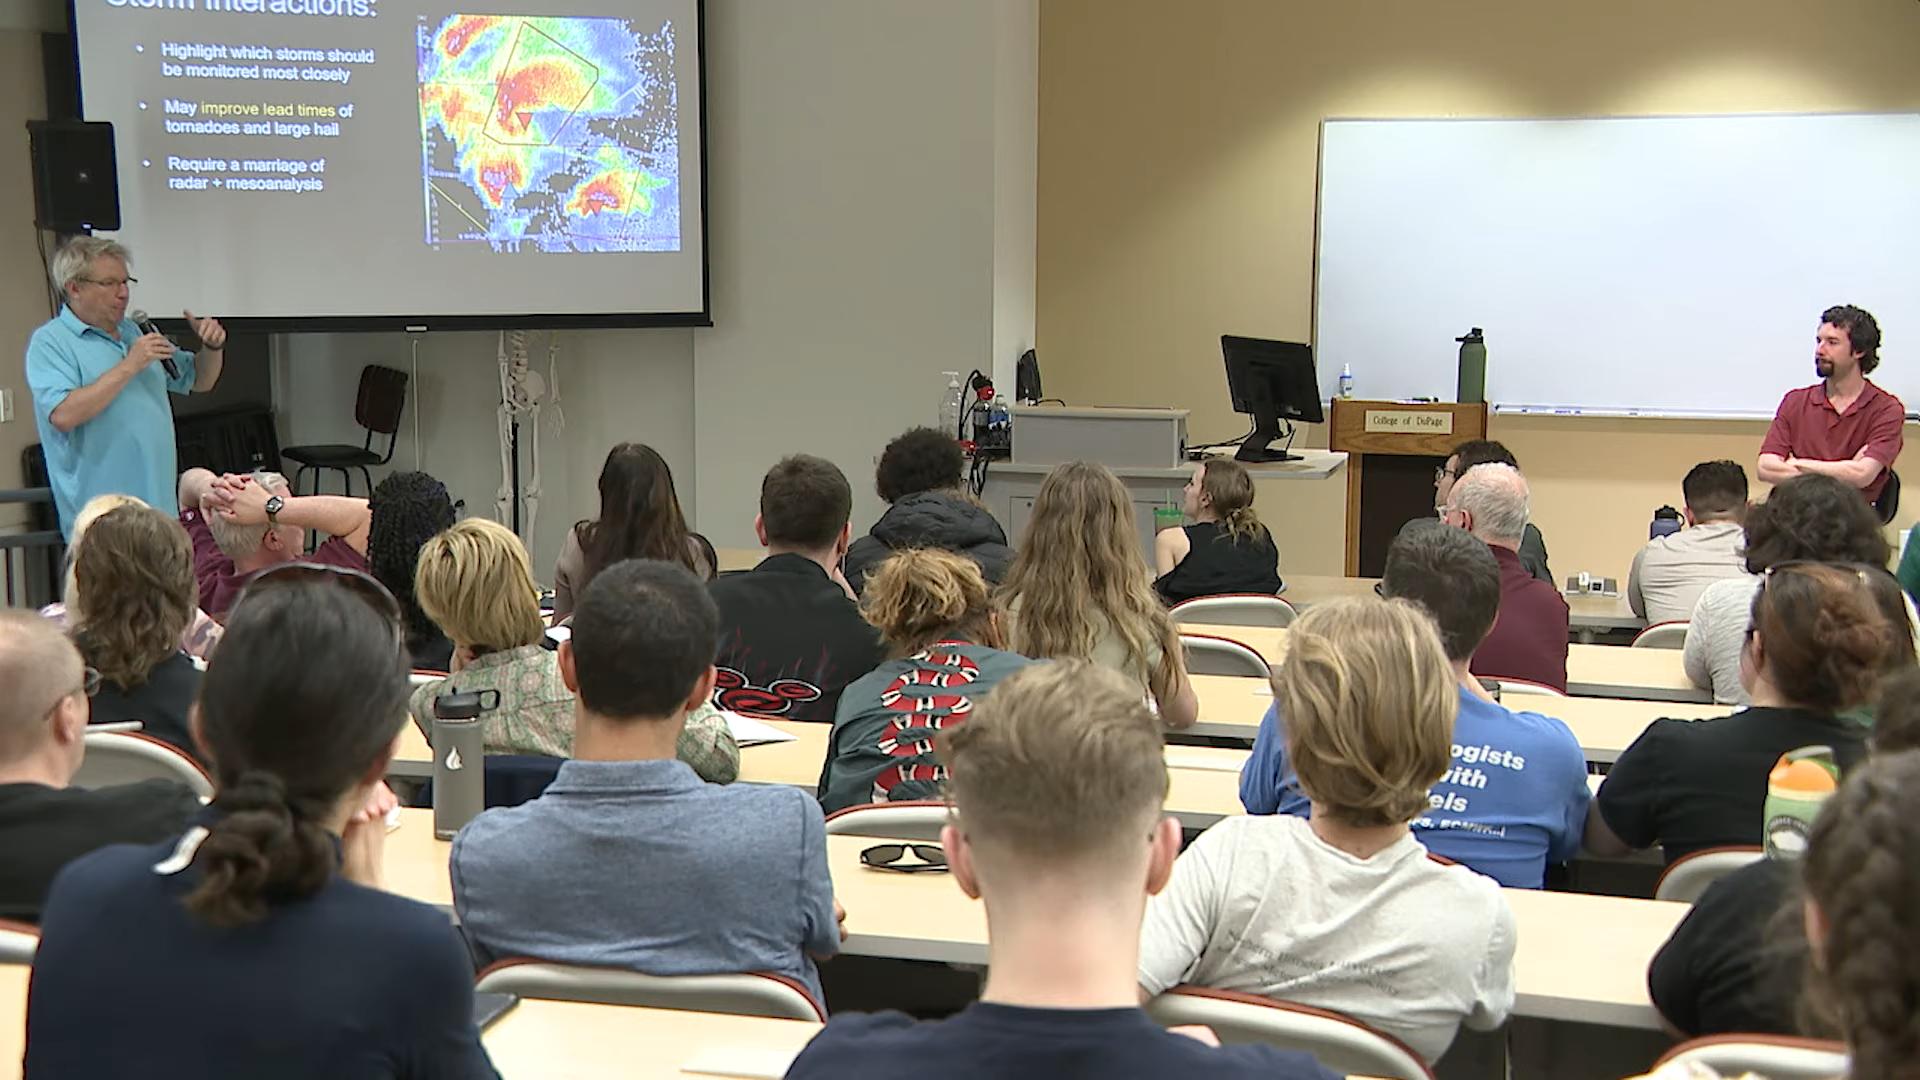 Storm Interactions:
• Highlight which storms should
be monitored most closely
• May improve lead times of
tornadoes and large hail
• Require a marriage of
radar + mesoanalysis
College of DuPage
ogists
with
els